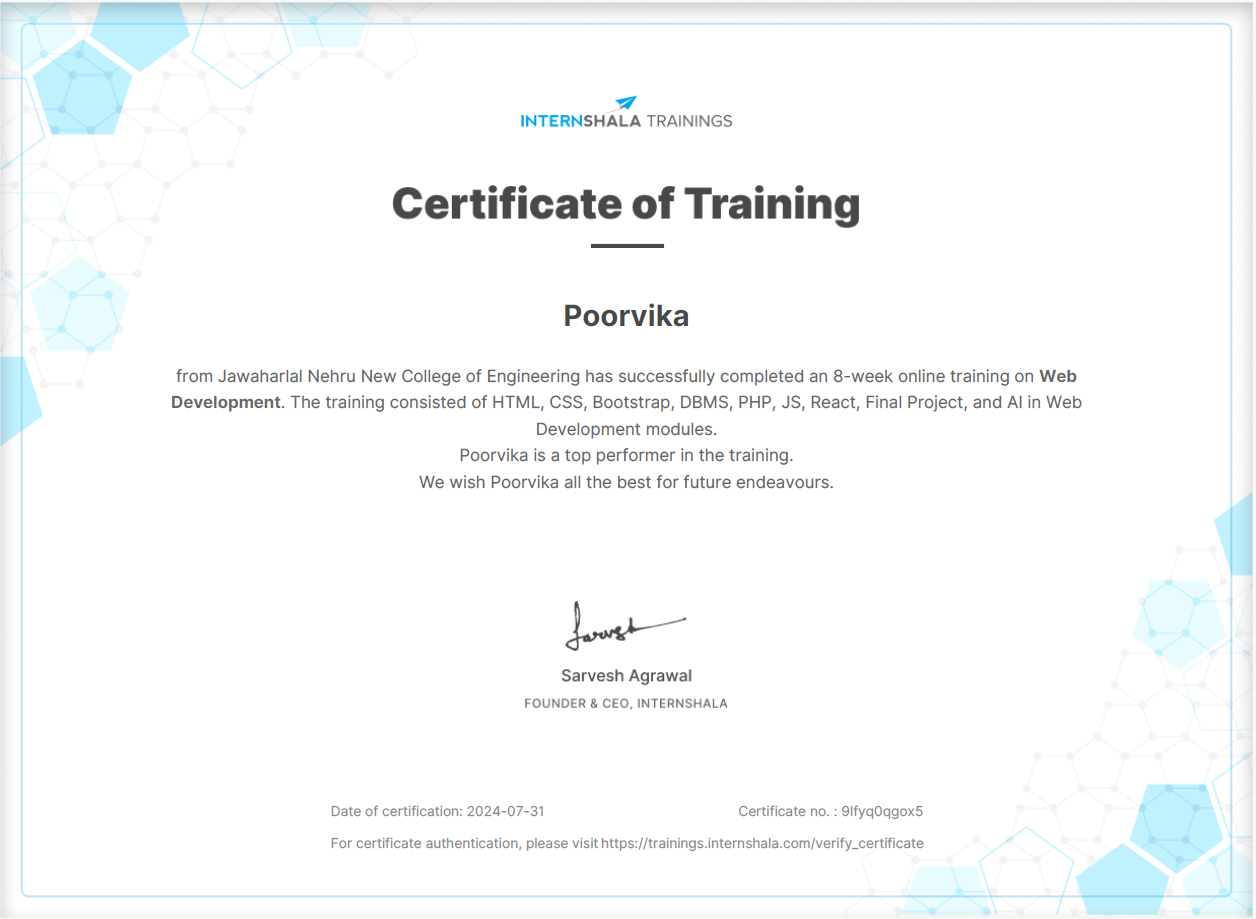 INTERNSHALA TRAININGS
Certificate of Training
Poorvika
from Jawaharlal Nehru New College of Engineering has successfully completed an 8-week online training on Web
Development. The training consisted of HTML, CSS, Bootstrap, DBMS, PHP, JS, React, Final Project, and AI in Web
Development modules.
Poorvika is a top performer in the training.
We wish Poorvika all the best for future endeavours.
Sarvesh
Sarvesh Agrawal
FOUNDER & CEO, INTERNSHALA
Date of certification: 2024-07-31 Certificate no. : 9lfyq0qgox5
For certificate authentication, please visit https://trainings.internshala.com/verify_certificate